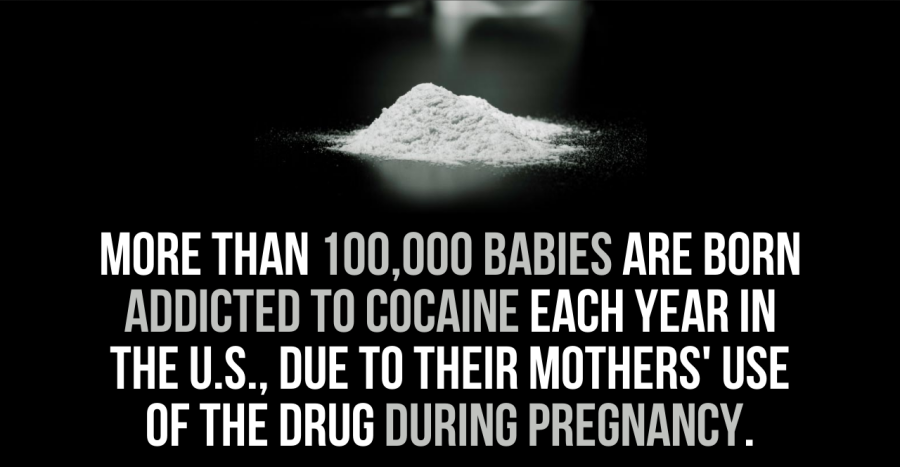 MORE THAN 100,000 BABIES ARE BORN
ADDICTED TO COCAINE EACH YEAR IN
THE U.S., DUE TO THEIR MOTHERS' USE
OF THE DRUG DURING PREGNANCY.